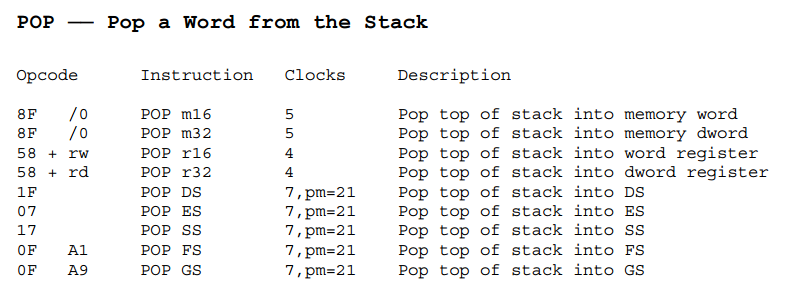 POP —— Pop a Word from the Stack
Opcode Instruction Clocks Description
8F /0 POP m16 5 Pop top of stack into memory word
8F /0 POP m32 5 Pop top of stack into memory dword
58 + rw POP r16 4 Pop top of stack into word register
58 + rd POP r32 4 Pop top of stack into dword register
1F POP DS 7,pm=21 Pop top of stack into DS
07 POP ES 7,pm=21 Pop top of stack into ES
17 POP SS 7,pm=21 Pop top of stack into SS
0F A1 POP FS 7,pm=21 Pop top of stack into FS
0F A9 POP GS 7,pm=21 Pop top of stack into GS